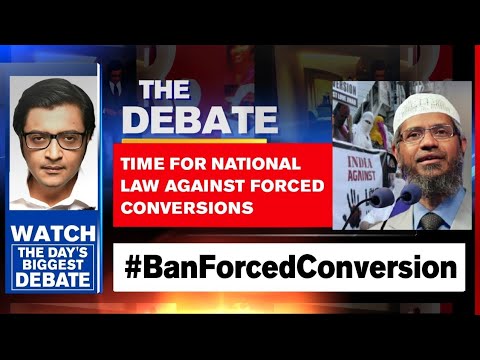 THE
DEBATE
TIME FOR NATIONAL
LAW AGAINST FORCED
CONVERSIONS
INDIA
AGAINST
WATCH
THE DAY'S
BIGGEST
DEBATE
#BanForcedConversion